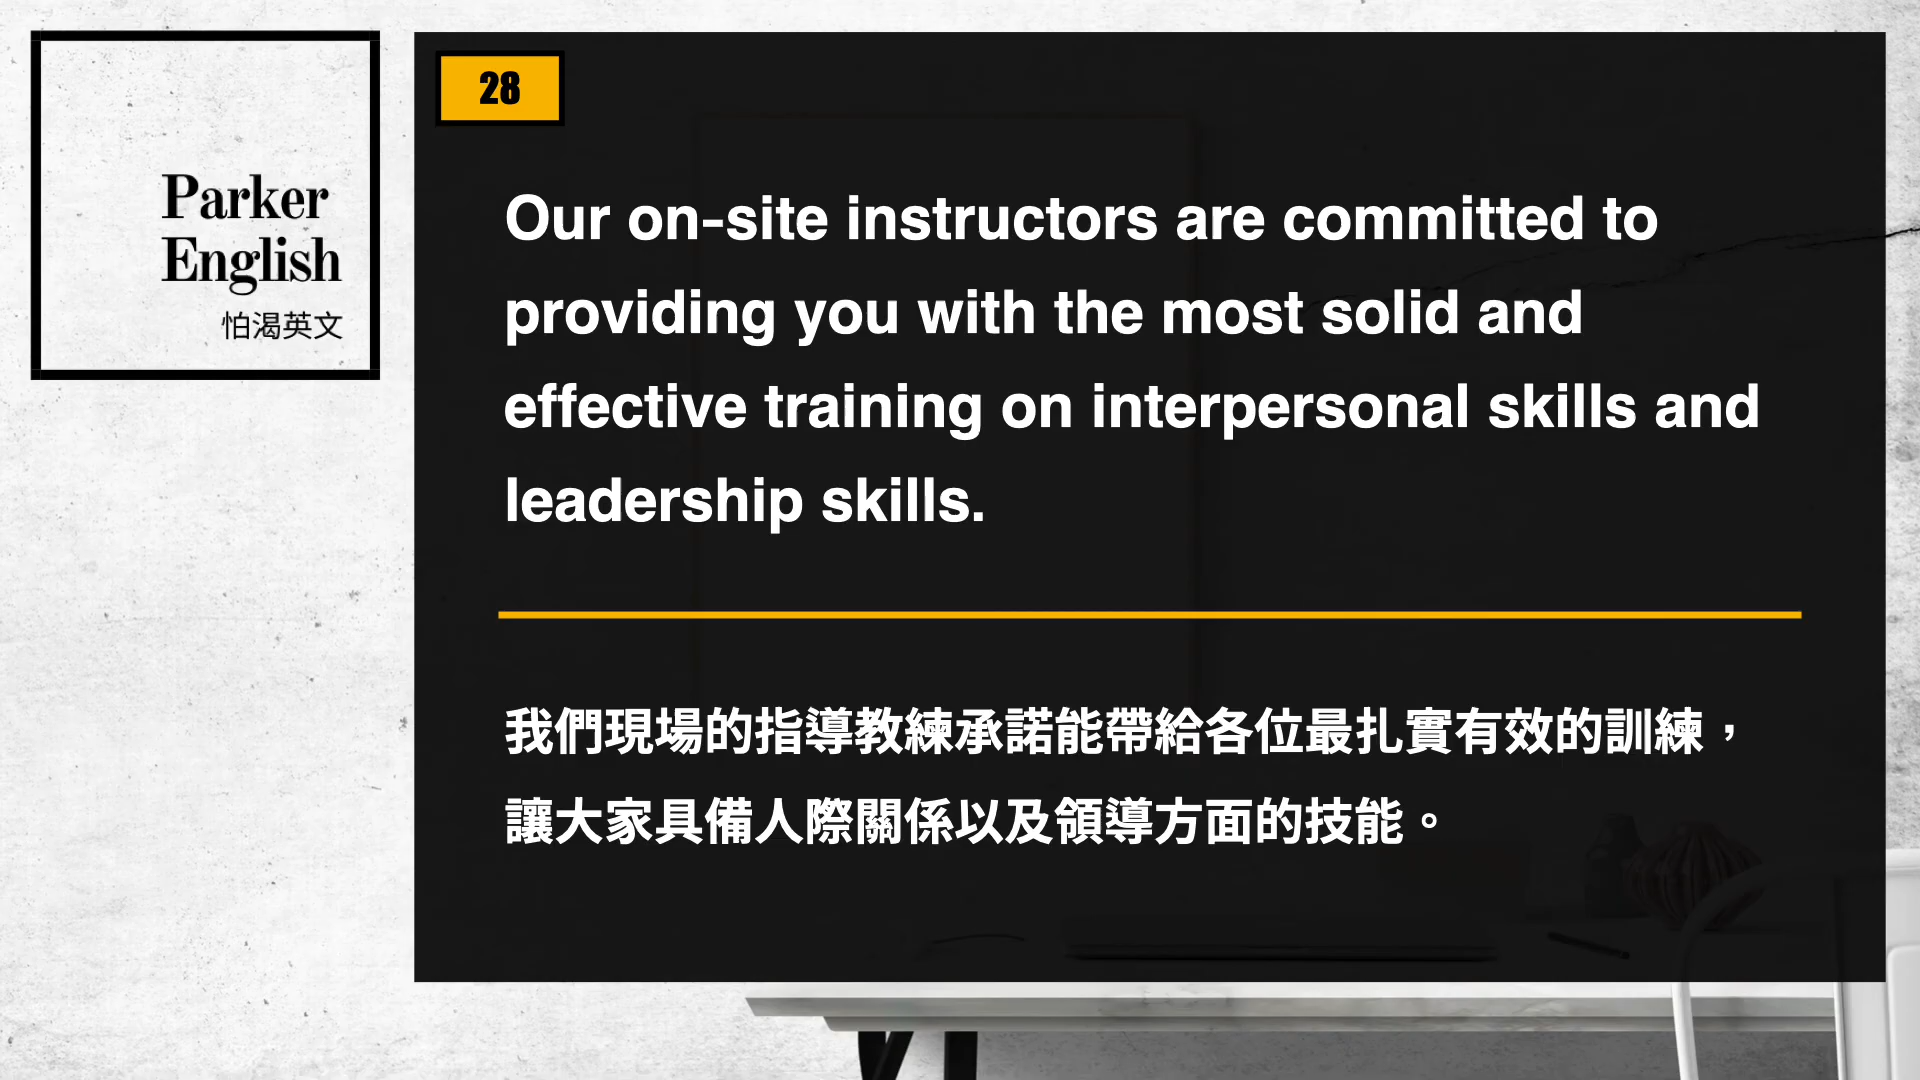 Parker
English
怕渴英文
28
Our on-site instructors are committed to
providing you with the most solid and
effective training on interpersonal skills and
leadership skills.
我們現場的指導教練承諾能帶給各位最扎實有效的訓練，
讓大家具備人際關係以及領導方面的技能。